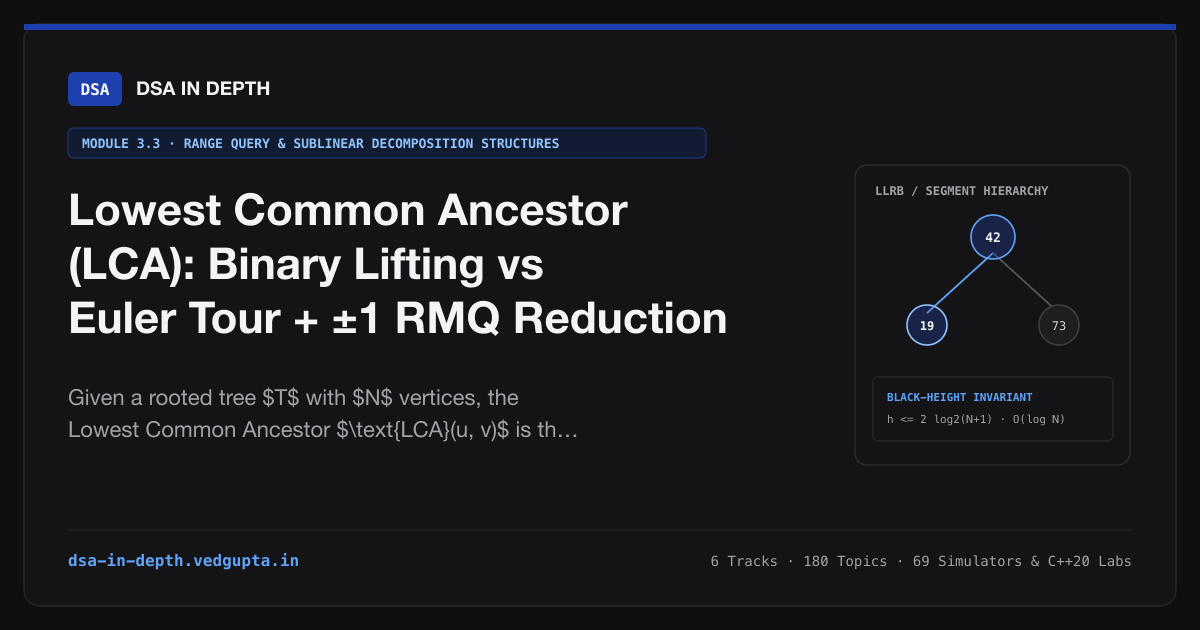 DSA
DSA IN DEPTH
MODULE 3.3 · RANGE QUERY & SUBLINEAR DECOMPOSITION STRUCTURES
Lowest Common Ancestor
(LCA): Binary Lifting vs
Euler Tour + ±1 RMQ Reduction
Given a rooted tree $T$ with $N$ vertices, the
Lowest Common Ancestor $\text{LCA}(u, v)$ is th…
LLRB / SEGMENT HIERARCHY
42
19
73
BLACK-HEIGHT INVARIANT
h <= 2 log2(N+1) · O(log N)
dsa-in-depth.vedgupta.in
6 Tracks · 180 Topics · 69 Simulators & C++20 Labs